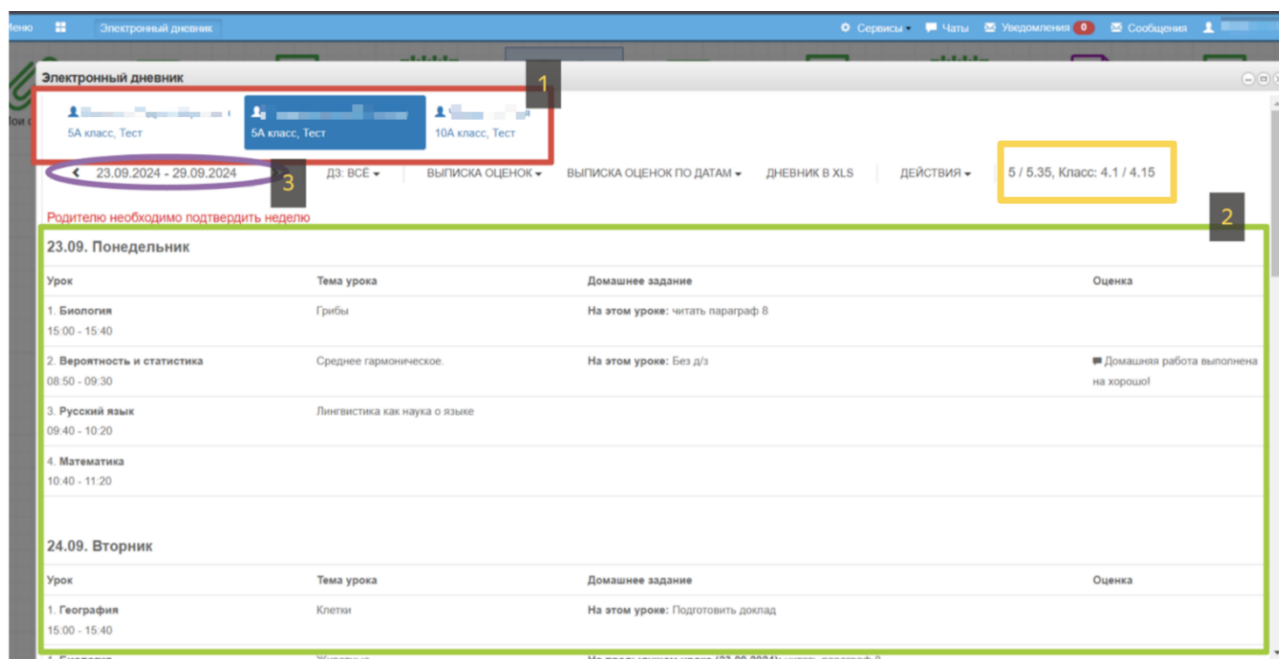 Меню Электронный дневник Сервисы Чаты Уведомления 0 Сообщения
Электронный дневник
1
5А класс, Тест 5А класс, Тест 10А класс, Тест
23.09.2024 - 29.09.2024 3 ДЗ: ВСЁ ВЫПИСКА ОЦЕНОК ВЫПИСКА ОЦЕНОК ПО ДАТАМ ДНЕВНИК В XLS ДЕЙСТВИЯ 5 / 5.35, Класс: 4.1 / 4.15
2
Родителю необходимо подтвердить неделю
23.09. Понедельник
Урок Тема урока Домашнее задание Оценка
1. Биология Грибы На этом уроке: читать параграф 8
15:00 - 15:40
2. Вероятность и статистика Среднее гармоническое. На этом уроке: Без д/з Домашняя работа выполнена
08:50 - 09:30 на хорошо!
3. Русский язык Лингвистика как наука о языке
09:40 - 10:20
4. Математика
10:40 - 11:20
24.09. Вторник
Урок Тема урока Домашнее задание Оценка
1. География Клетки На этом уроке: Подготовить доклад
15:00 - 15:40